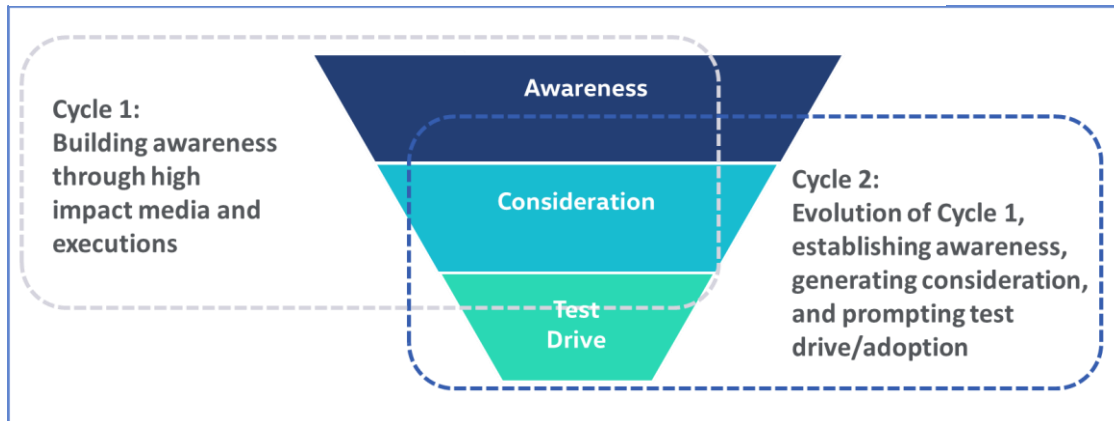 Cycle 1:
Building awareness
through high
impact media and
executions
Awareness
Consideration
Test
Drive
Cycle 2:
Evolution of Cycle 1,
establishing awareness,
generating consideration,
and prompting test
drive/adoption